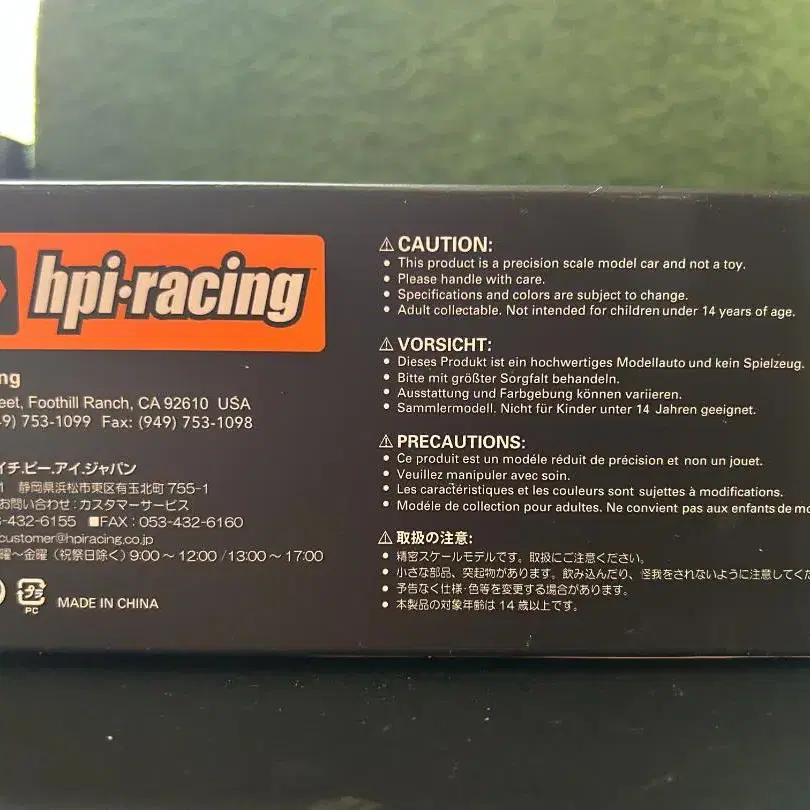 hpi·racing
ng
eet, Foothill Ranch, CA 92610 USA
9) 753-1099 Fax: (949) 753-1098
イチ.ピー.アイ.ジャパン
1 静岡県浜松市東区有玉北町 755-1
お問い合わせ:カスタマーサービス
-432-6155 ■FAX : 053-432-6160
customer@hpiracing.co.jp
曜~金曜 (祝祭日除く) 9:00 ~ 12:00 /13:00 ~ 17:00
プラ
PC
MADE IN CHINA
⚠ CAUTION:
• This product is a precision scale model car and not a toy.
• Please handle with care.
• Specifications and colors are subject to change.
• Adult collectable. Not intended for children under 14 years of age.
⚠ VORSICHT:
• Dieses Produkt ist ein hochwertiges Modellauto und kein Spielzeug.
• Bitte mit größter Sorgfalt behandeln.
• Ausstattung und Farbgebung können variieren.
• Sammlermodell. Nicht für Kinder unter 14 Jahren geeignet.
⚠ PRECAUTIONS:
• Ce produit est un modéle réduit de précision et non un jouet.
• Veuillez manipuler avec soin.
• Les caractéristiques et les couleurs sont sujettes à modifications.
• Modéle de collection pour adultes. Ne convient pas aux enfants de mo
⚠ 取扱の注意:
• 精密スケールモデルです。取扱にご注意ください。
• 小さな部品、突起物があります。飲み込んだり、怪我をされないように注意してくだ
• 予告なく仕様·色等を変更する場合があります。
• 本製品の対象年齢は 14 歳以上です。